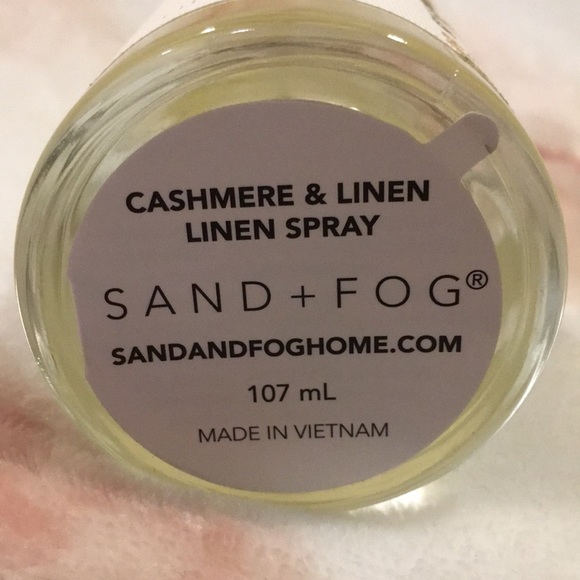 CASHMERE & LINEN
LINEN SPRAY
SAND + FOG®
SANDANDFOGHOME.COM
107 mL
MADE IN VIETNAM